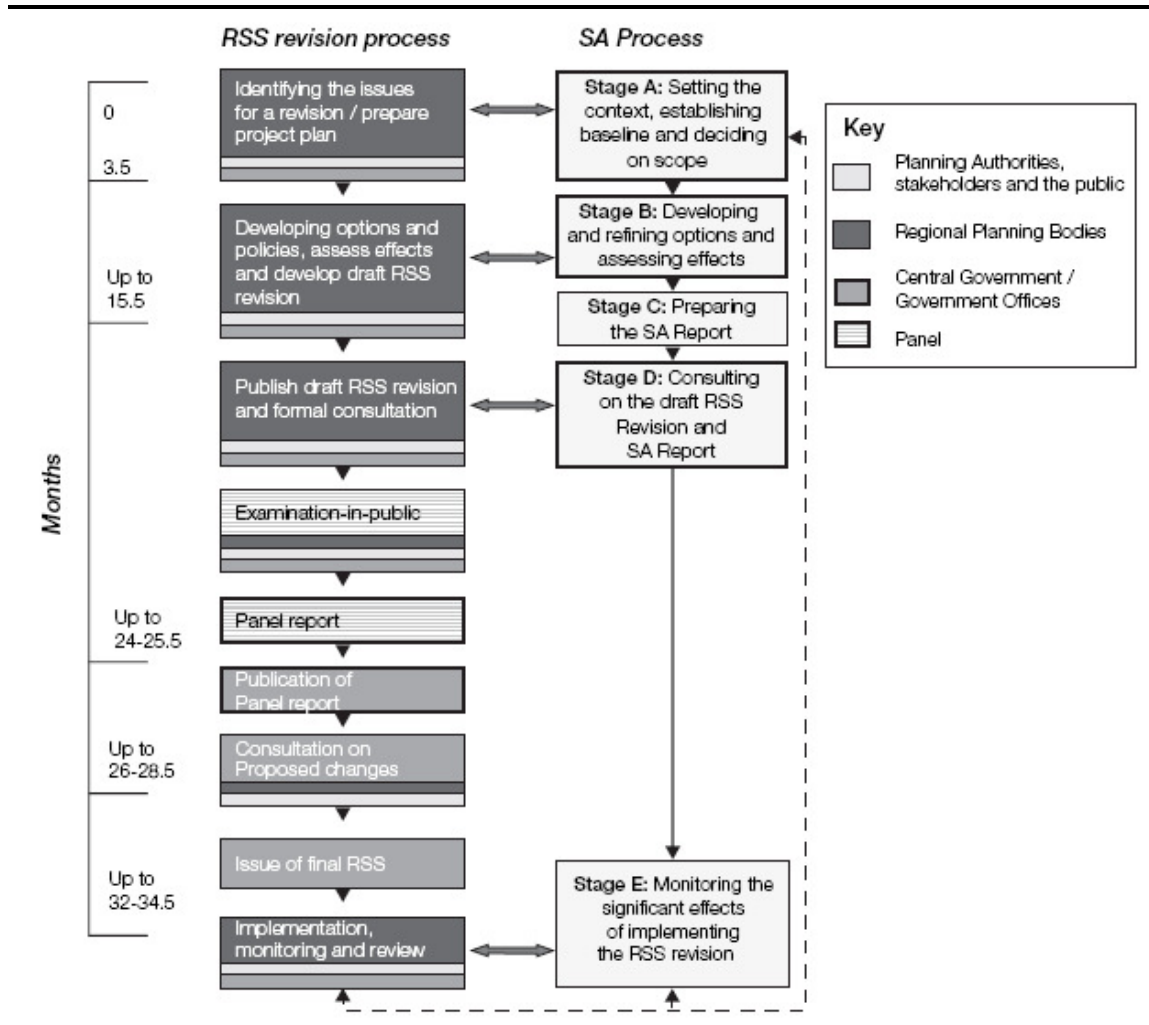 RSS revision process
SA Process
Months
0
3.5
Up to
15.5
Up to
24-25.5
Up to
26-28.5
Up to
32-34.5
Identifying the issues
for a revision / prepare
project plan
Developing options and
policies, assess effects
and develop draft RSS
revision
Publish draft RSS revision
and formal consultation
Examination-in-public
Panel report
Publication of
Panel report
Consultation on
Proposed changes
Issue of final RSS
Implementation,
monitoring and review
Stage A: Setting the
context, establishing
baseline and deciding
on scope
Stage B: Developing
and refining options and
assessing effects
Stage C: Preparing
the SA Report
Stage D: Consulting
on the draft RSS
Revision and
SA Report
Stage E: Monitoring the
significant effects
of implementing
the RSS revision
Key
Planning Authorities,
stakeholders and the public
Regional Planning Bodies
Central Government /
Government Offices
Panel